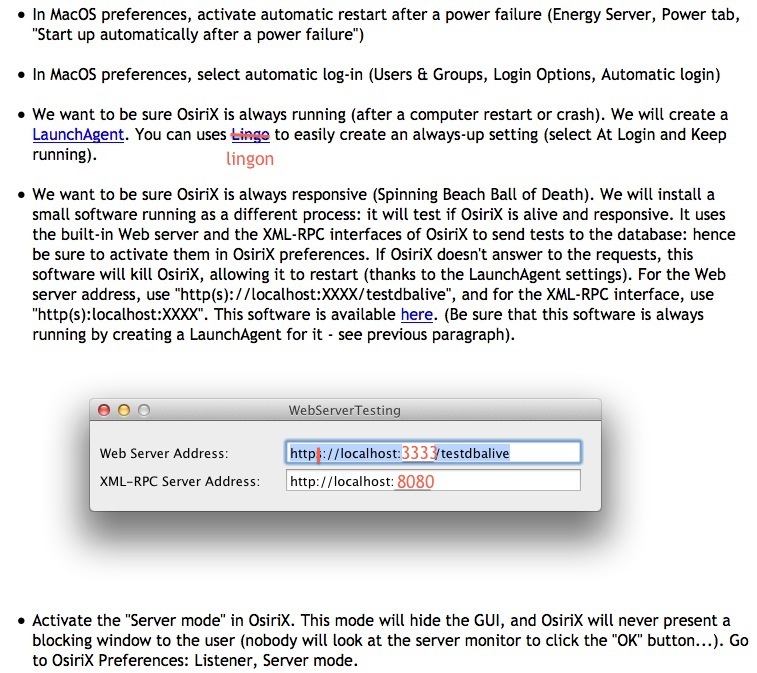 • In MacOS preferences, activate automatic restart after a power failure (Energy Server, Power tab,
"Start up automatically after a power failure")
• In MacOS preferences, select automatic log-in (Users & Groups, Login Options, Automatic login)
• We want to be sure OsiriX is always running (after a computer restart or crash). We will create a
LaunchAgent. You can uses Lingo to easily create an always-up setting (select At Login and Keep
running).
lingon
• We want to be sure OsiriX is always responsive (Spinning Beach Ball of Death). We will install a
small software running as a different process: it will test if OsiriX is alive and responsive. It uses
the built-in Web server and the XML-RPC interfaces of OsiriX to send tests to the database: hence
be sure to activate them in OsiriX preferences. If OsiriX doesn't answer to the requests, this
software will kill OsiriX, allowing it to restart (thanks to the LaunchAgent settings). For the Web
server address, use "http(s)://localhost:XXXX/testdbalive", and for the XML-RPC interface, use
"http(s):localhost:XXXX". This software is available here. (Be sure that this software is always
running by creating a LaunchAgent for it - see previous paragraph).
WebServerTesting
Web Server Address: https://localhost:3333/testdbalive
XML-RPC Server Address: http://localhost: 8080
• Activate the "Server mode" in OsiriX. This mode will hide the GUI, and OsiriX will never present a
blocking window to the user (nobody will look at the server monitor to click the "OK" button...). Go
to OsiriX Preferences: Listener, Server mode.